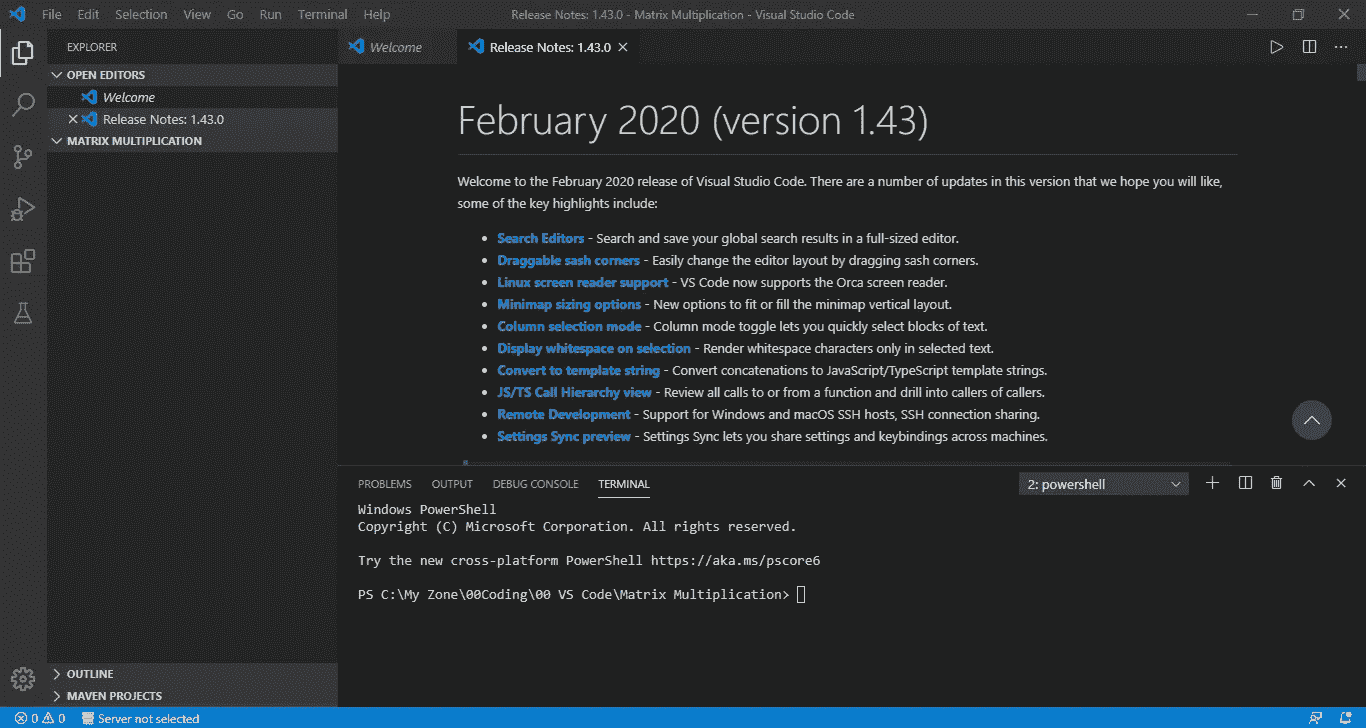 File Edit Selection View Go Run Terminal Help Release Notes: 1.43.0 - Matrix Multiplication - Visual Studio Code
EXPLORER
OPEN EDITORS
Welcome
Release Notes: 1.43.0
MATRIX MULTIPLICATION
OUTLINE
MAVEN PROJECTS
Welcome Release Notes: 1.43.0
February 2020 (version 1.43)
Welcome to the February 2020 release of Visual Studio Code. There are a number of updates in this version that we hope you will like,
some of the key highlights include:
• Search Editors - Search and save your global search results in a full-sized editor.
• Draggable sash corners - Easily change the editor layout by dragging sash corners.
• Linux screen reader support - VS Code now supports the Orca screen reader.
• Minimap sizing options - New options to fit or fill the minimap vertical layout.
• Column selection mode - Column mode toggle lets you quickly select blocks of text.
• Display whitespace on selection - Render whitespace characters only in selected text.
• Convert to template string - Convert concatenations to JavaScript/TypeScript template strings.
• JS/TS Call Hierarchy view - Review all calls to or from a function and drill into callers of callers.
• Remote Development - Support for Windows and macOS SSH hosts, SSH connection sharing.
• Settings Sync preview - Settings Sync lets you share settings and keybindings across machines.
PROBLEMS OUTPUT DEBUG CONSOLE TERMINAL 2: powershell
Windows PowerShell
Copyright (C) Microsoft Corporation. All rights reserved.
Try the new cross-platform PowerShell https://aka.ms/pscore6
PS C:\My Zone\00Coding\00 VS Code\Matrix Multiplication>
0 0 Server not selected